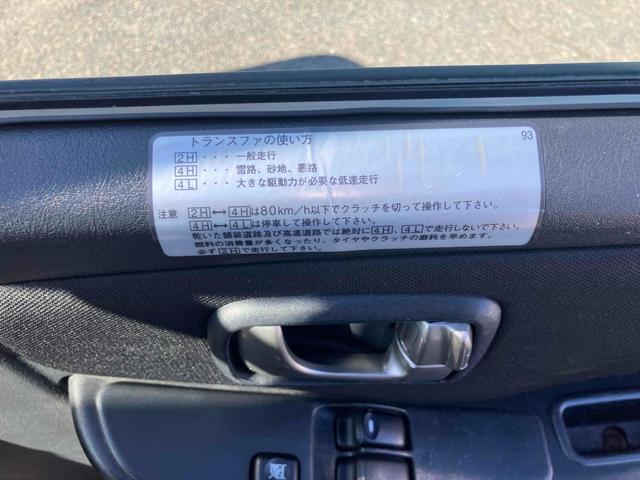 トランスファの使い方
93
2H・・・一般走行
4H・・・雪路、砂地、悪路
4L・・・大きな駆動力が必要な低速走行
注意 2H↔4Hは80km/h以下でクラッチを切って操作して下さい。
4H↔4Lは停車して操作して下さい。
乾いた舗装道路及び高速道路では絶対に4H、4Lで走行しないで下さい。
燃料の消費量が多くなったり、タイヤやクラッチの磨耗を早めます。
必ず2Hで走行して下さい。